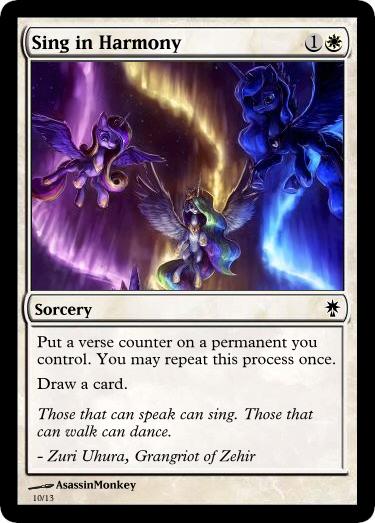 Sing in Harmony 1
Sorcery
Put a verse counter on a permanent you
control. You may repeat this process once.
Draw a card.
Those that can speak can sing. Those that
can walk can dance.
- Zuri Uhura, Grangriot of Zehir
AsassinMonkey
10/13